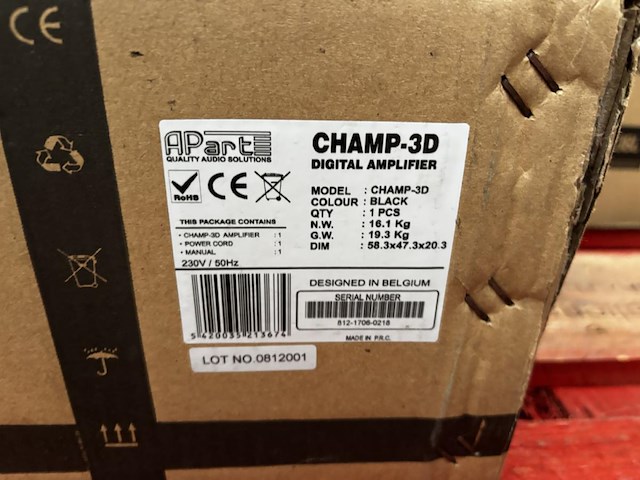 APart
QUALITY AUDIO SOLUTIONS
CHAMP-3D
DIGITAL AMPLIFIER
RoHS
CE
MODEL : CHAMP-3D
COLOUR : BLACK
QTY : 1 PCS
N.W. : 16.1 Kg
G.W. : 19.3 Kg
DIM : 58.3x47.3x20.3
THIS PACKAGE CONTAINS
• CHAMP-3D AMPLIFIER :1
• POWER CORD :1
• MANUAL :1
230V / 50Hz
5 420035 213674
DESIGNED IN BELGIUM
SERIAL NUMBER
812-1706-0218
MADE IN P.R.C.
LOT NO.0812001
CE